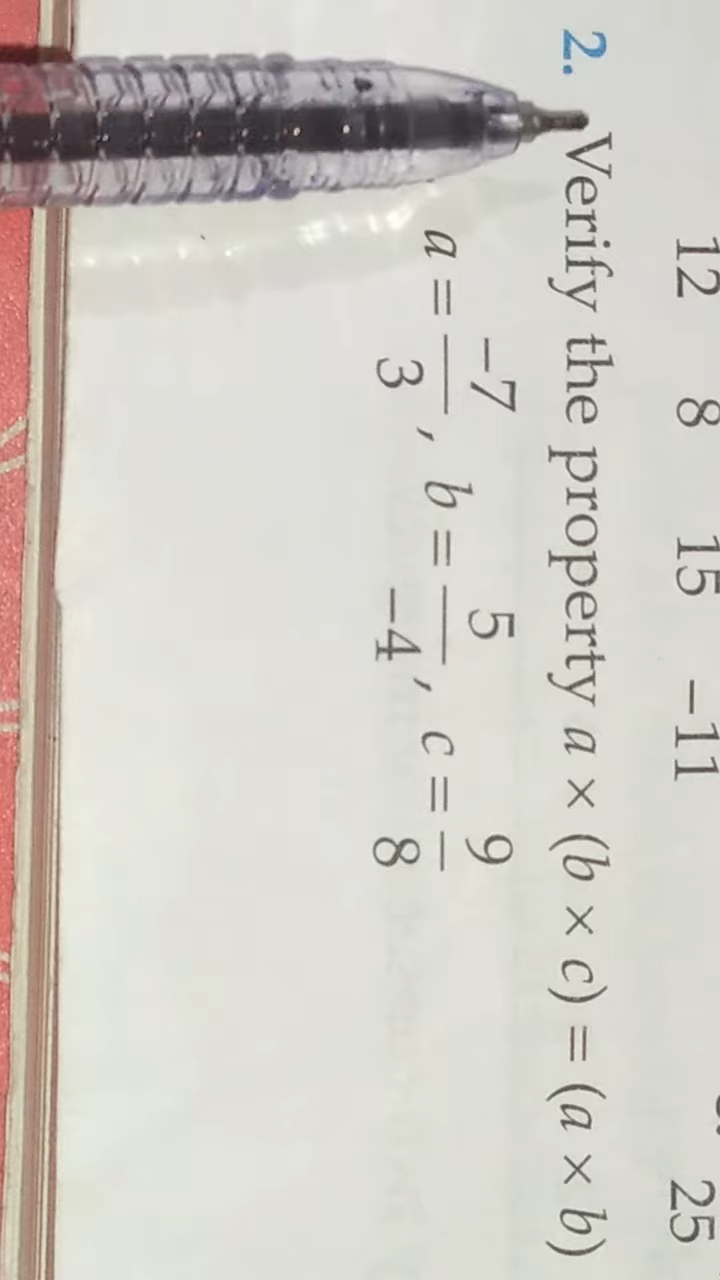 12 8 15 -11 25
2. Verify the property a × (b × c) = (a × b)
a = -7/3, b = 5/-4, c = 9/8